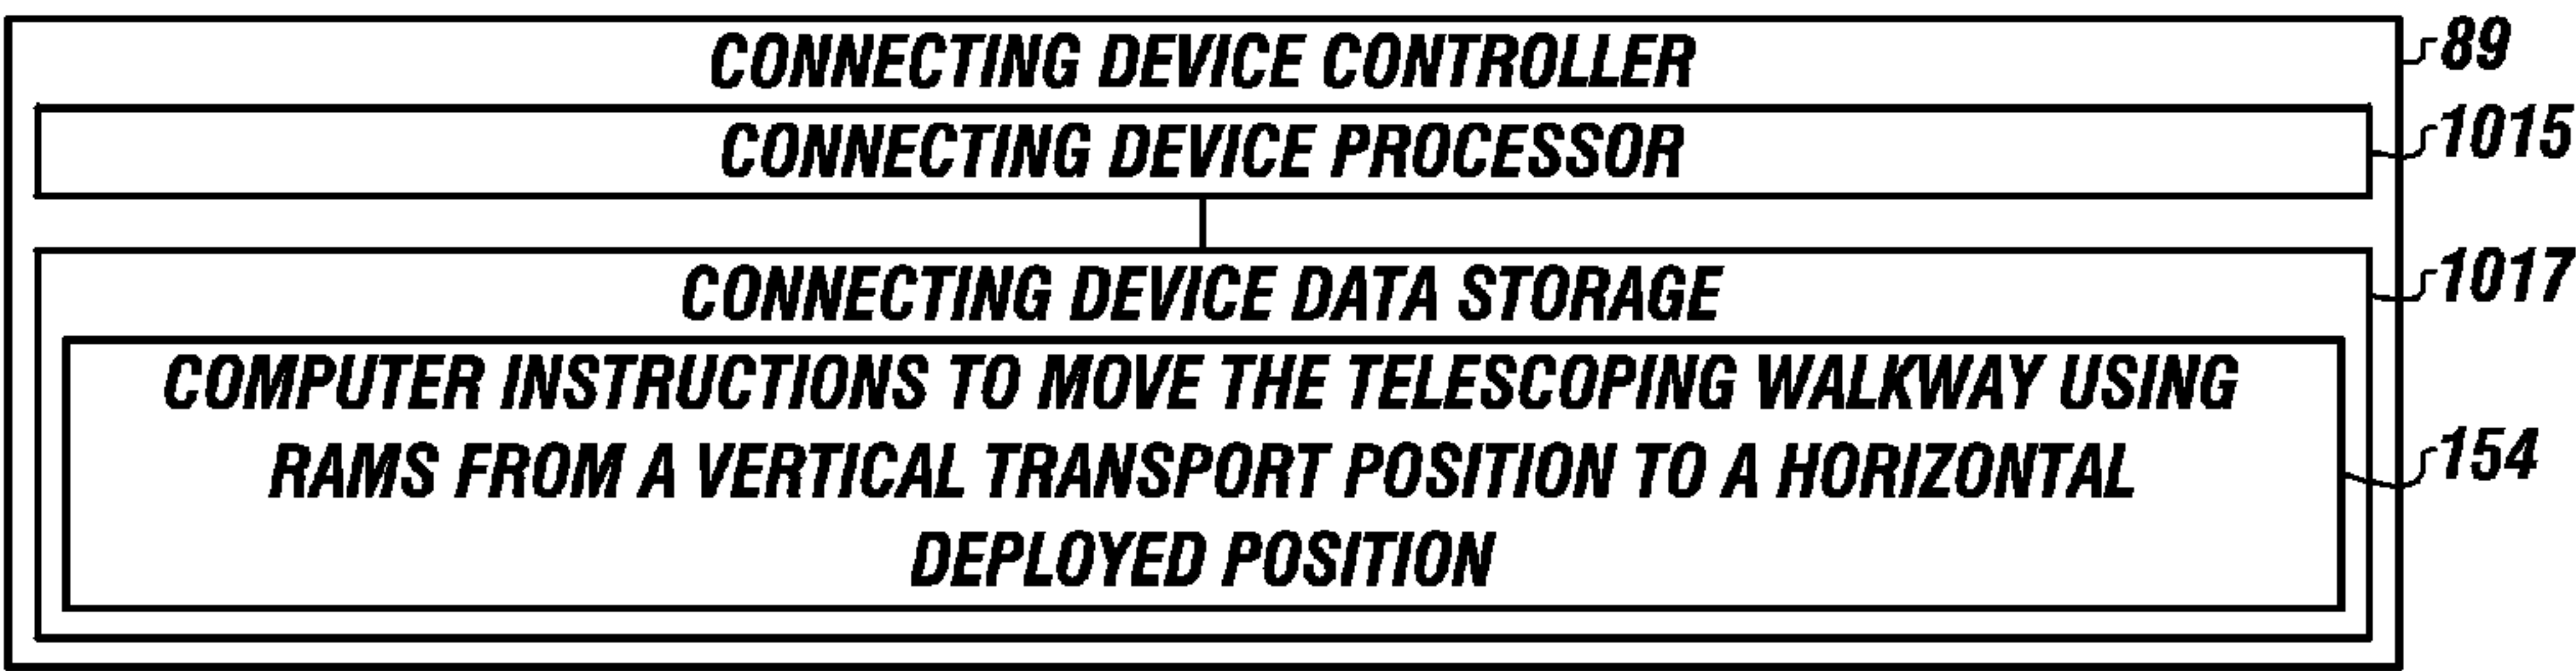 CONNECTING DEVICE CONTROLLER 89
CONNECTING DEVICE PROCESSOR 1015
CONNECTING DEVICE DATA STORAGE 1017
COMPUTER INSTRUCTIONS TO MOVE THE TELESCOPING WALKWAY USING
RAMS FROM A VERTICAL TRANSPORT POSITION TO A HORIZONTAL 154
DEPLOYED POSITION